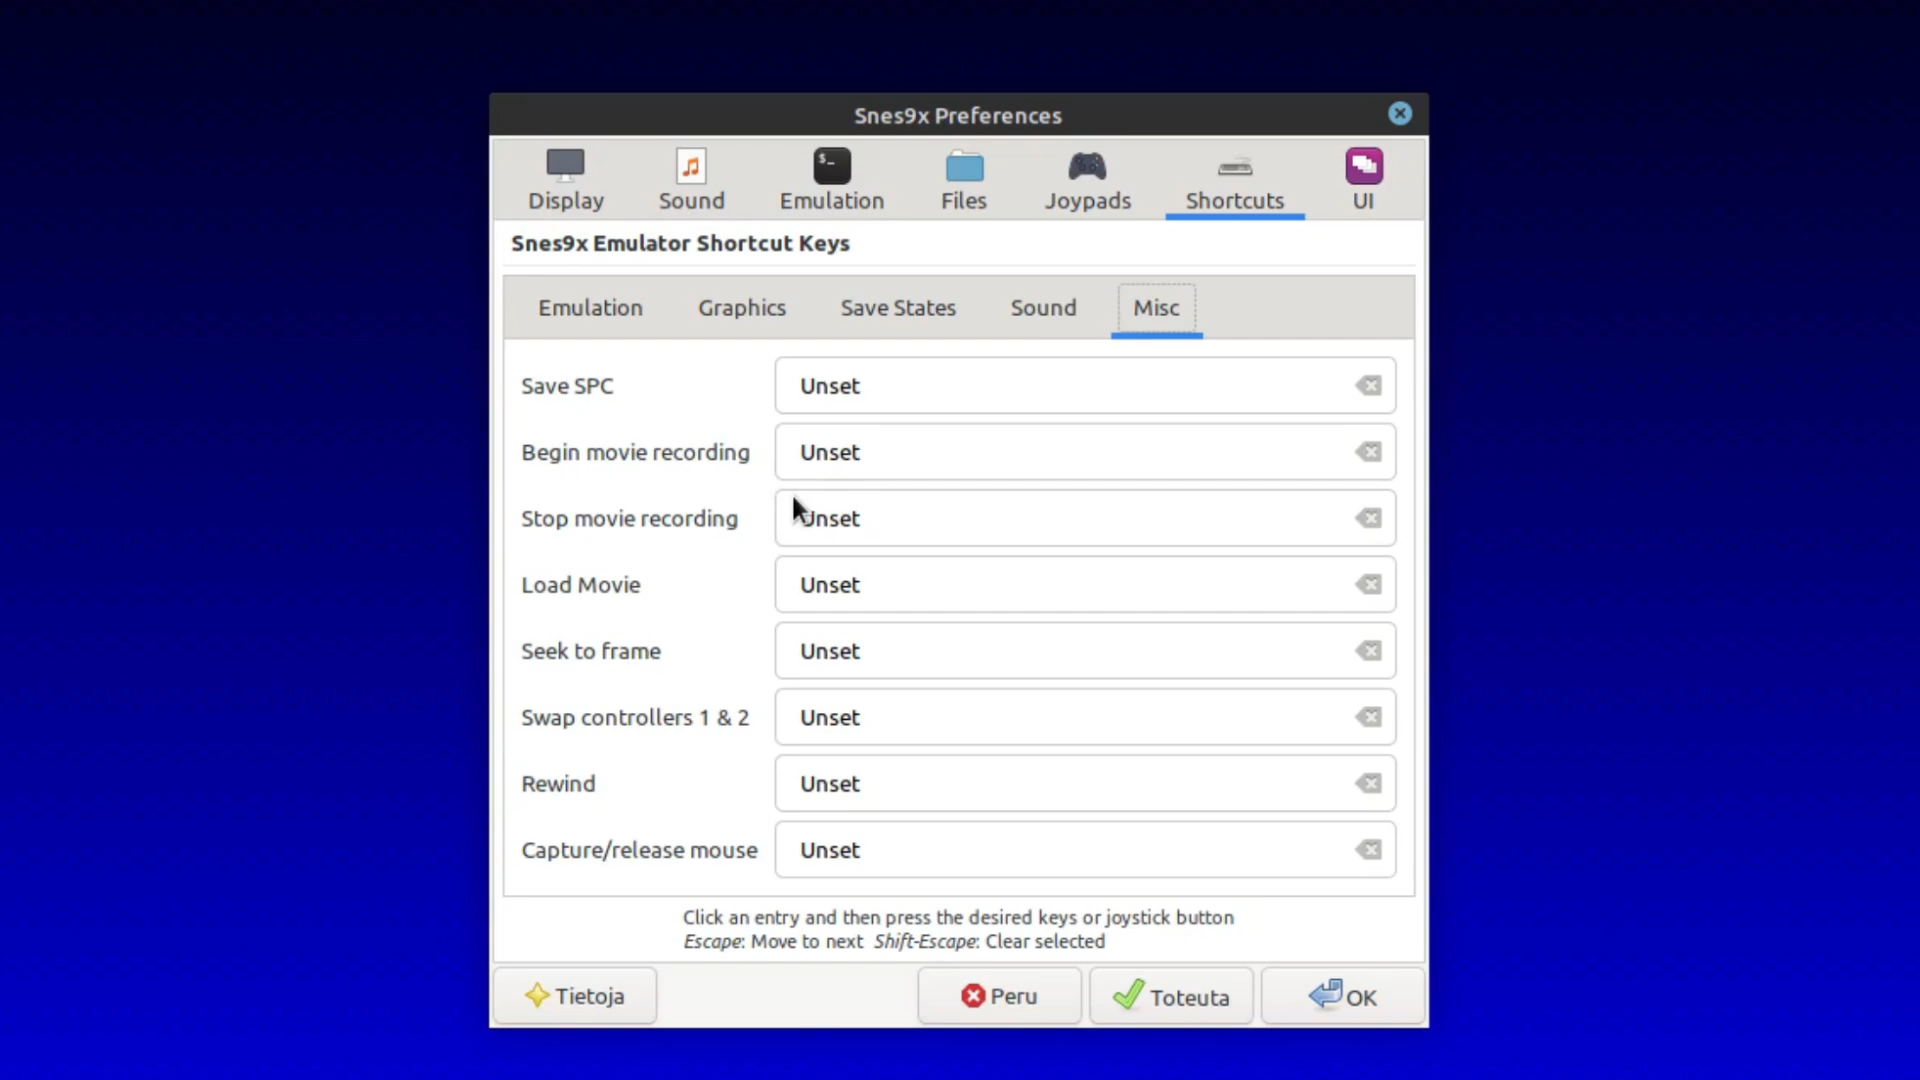 Snes9x Preferences
Display
Sound
Emulation
Files
Joypads
Shortcuts
UI
Snes9x Emulator Shortcut Keys
Emulation
Graphics
Save States
Sound
Misc
Save SPC
Unset
Begin movie recording
Unset
Stop movie recording
Unset
Load Movie
Unset
Seek to frame
Unset
Swap controllers 1 & 2
Unset
Rewind
Unset
Capture/release mouse
Unset
Click an entry and then press the desired keys or joystick button
Escape: Move to next Shift-Escape: Clear selected
Tietoja
Peru
Toteuta
OK